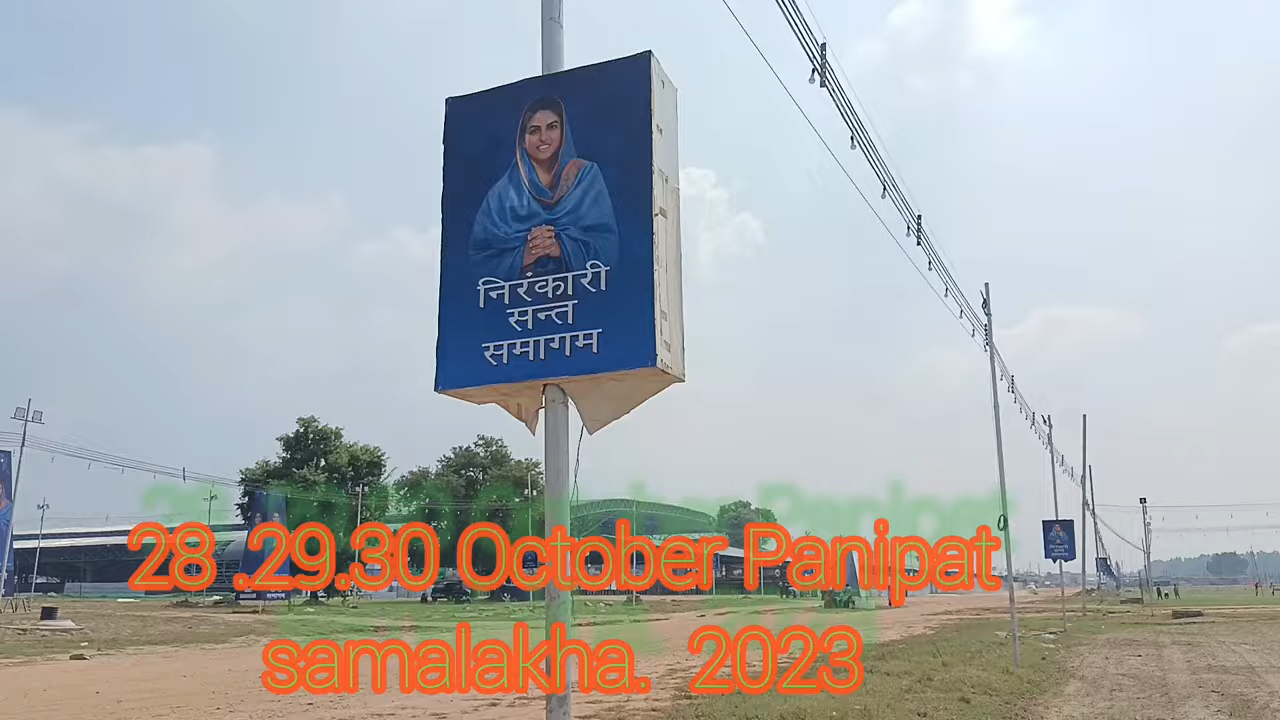 निरंकारी
सन्त
समागम
28 .29.30 October Panipat
samalakha. 2023